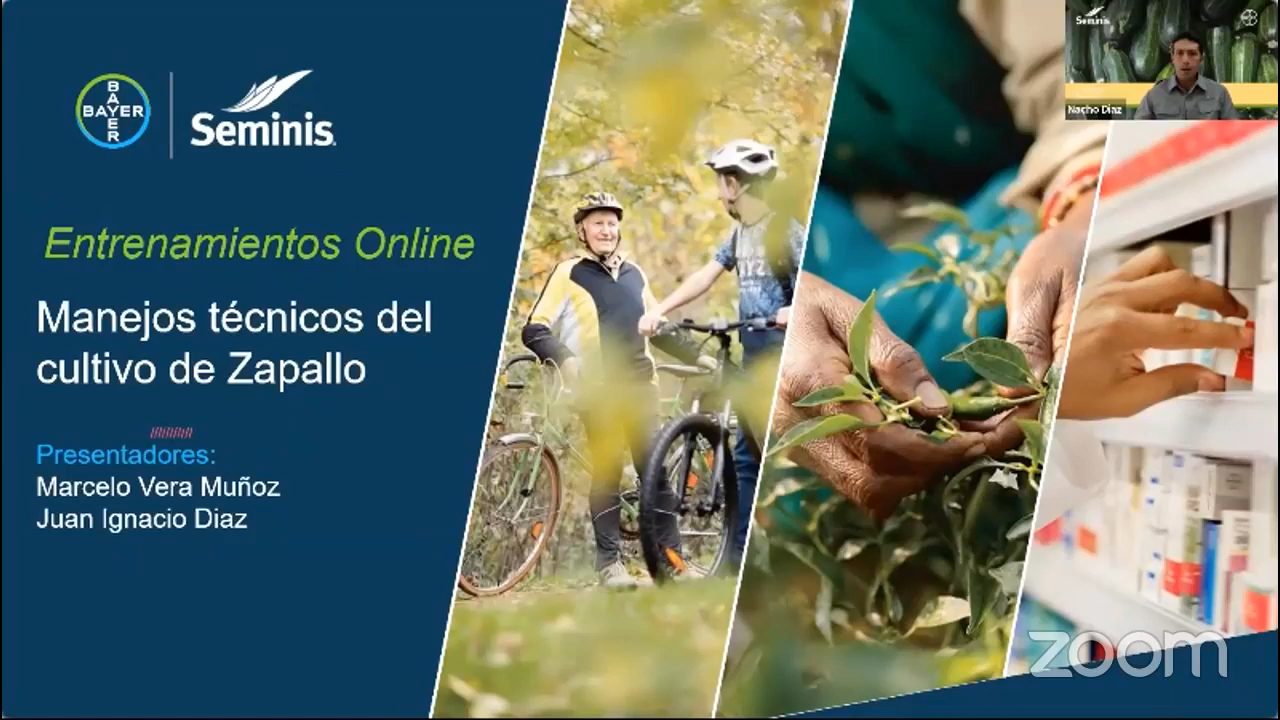 BAYER
BAYER
Seminis
Entrenamientos Online
Manejos técnicos del
cultivo de Zapallo
Presentadores:
Marcelo Vera Muñoz
Juan Ignacio Diaz
Seminis
Nacho Diaz
zoom